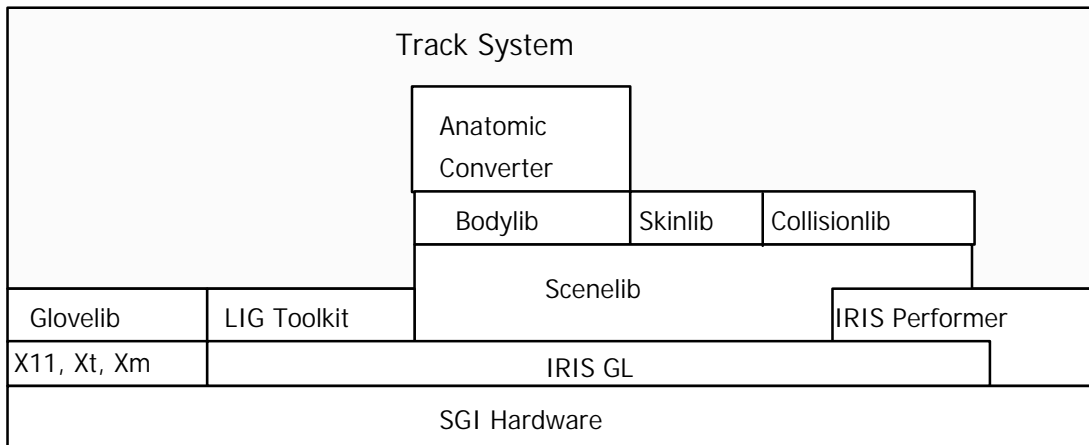 Track System
Anatomic
Converter
Bodylib
Skinlib
Collisionlib
Scenelib
Glovelib
LIG Toolkit
IRIS Performer
X11, Xt, Xm
IRIS GL
SGI Hardware